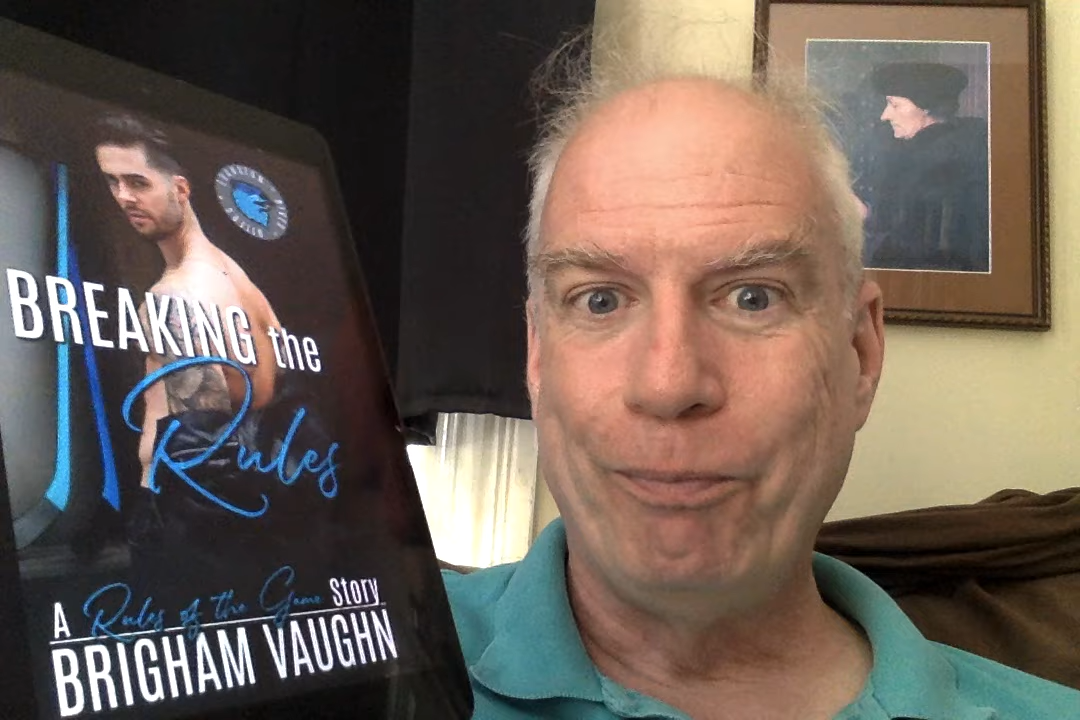 BREAKING the
Rules
A Rules of the Game Story
BRIGHAM VAUGHN